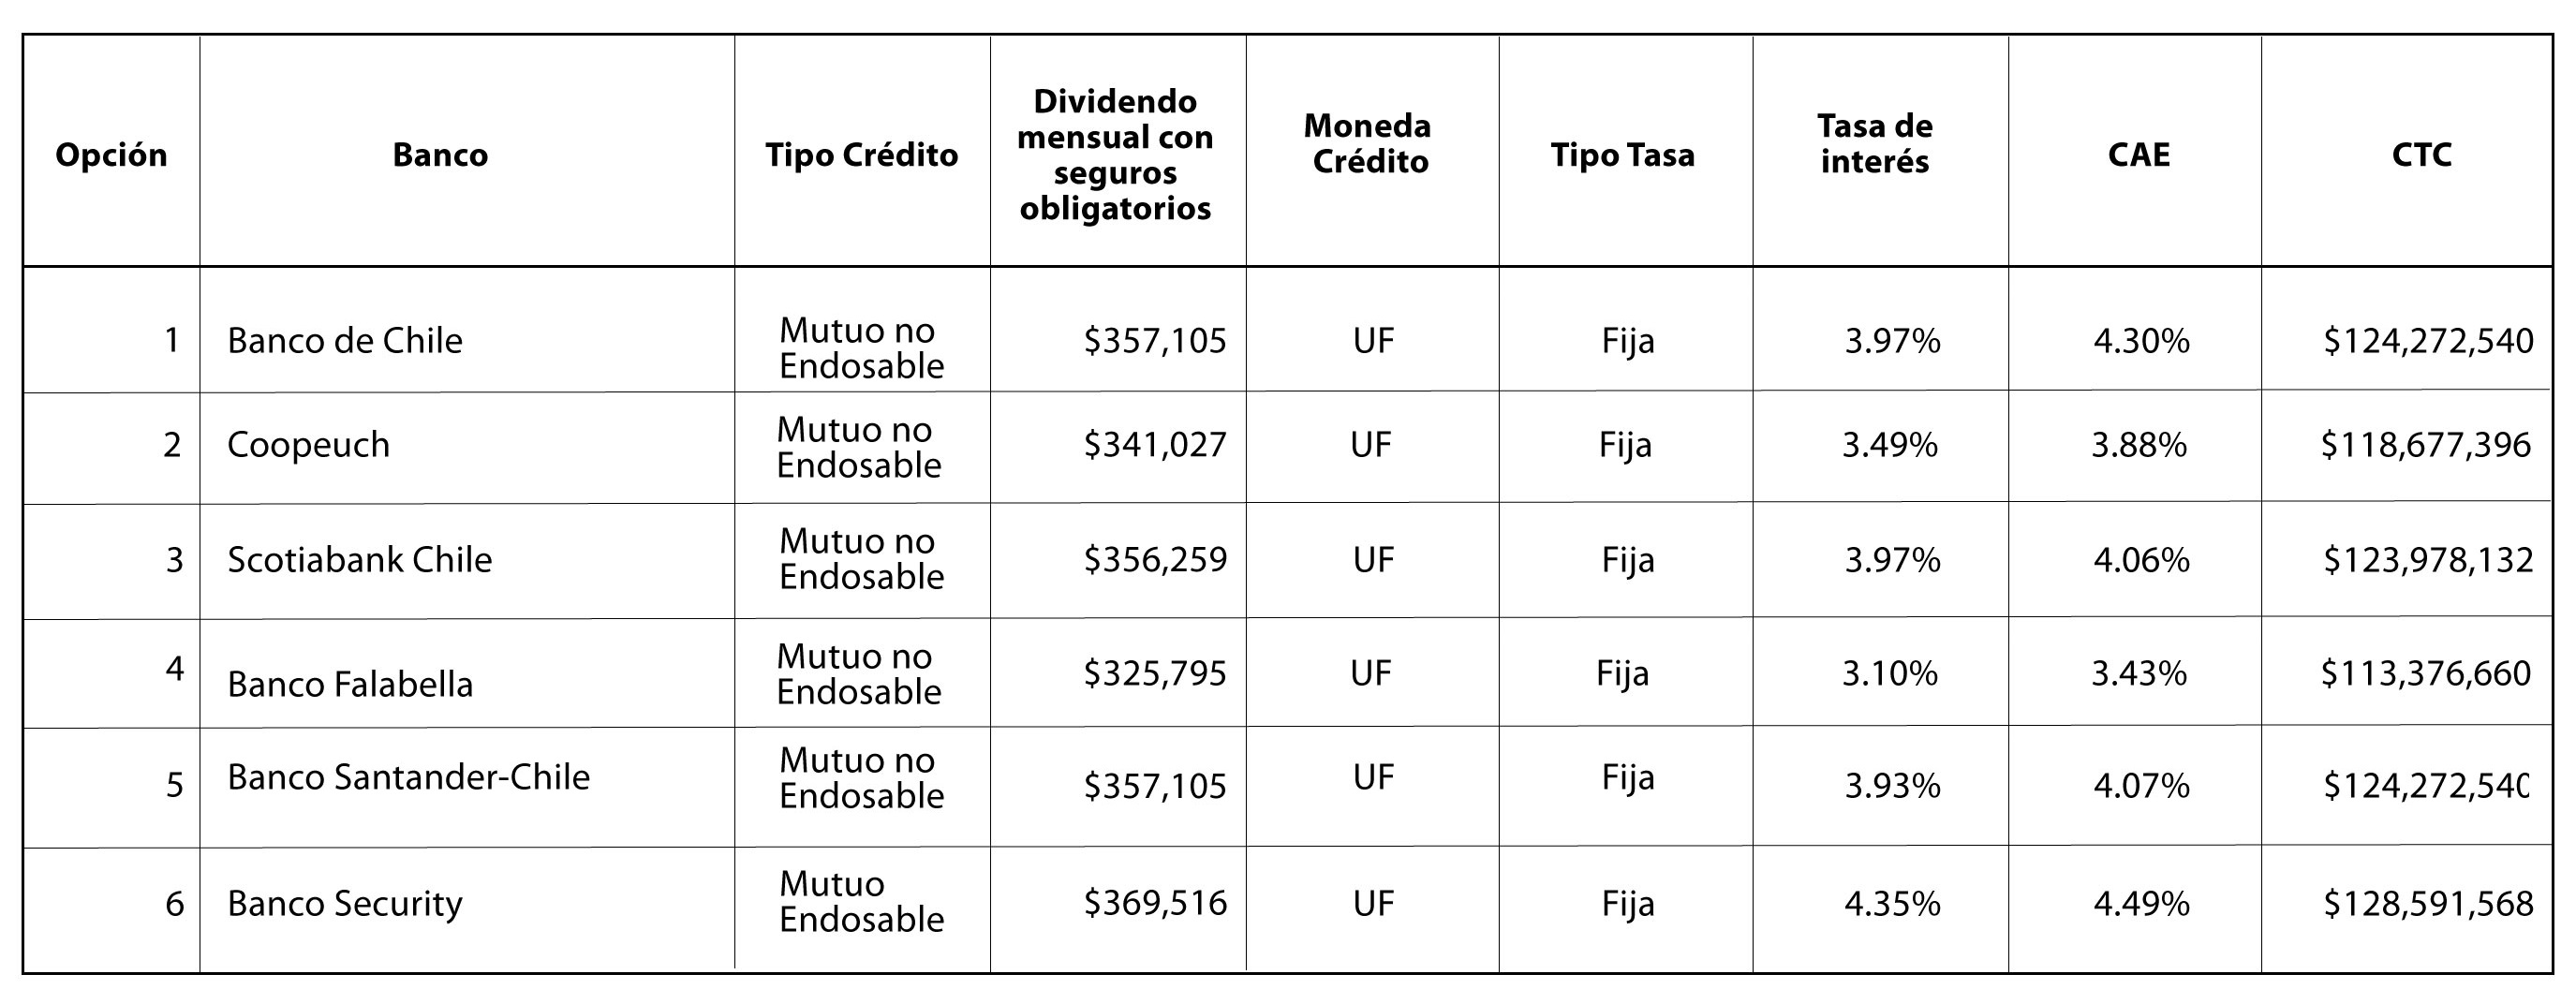 Opción
Banco
Tipo Crédito
Dividendo
mensual con
seguros
obligatorios
Moneda
Crédito
Tipo Tasa
Tasa de
interés
CAE
CTC
1
Banco de Chile
Mutuo no
Endosable
$357,105
UF
Fija
3.97%
4.30%
$124,272,540
2
Coopeuch
Mutuo no
Endosable
$341,027
UF
Fija
3.49%
3.88%
$118,677,396
3
Scotiabank Chile
Mutuo no
Endosable
$356,259
UF
Fija
3.97%
4.06%
$123,978,132
4
Banco Falabella
Mutuo no
Endosable
$325,795
UF
Fija
3.10%
3.43%
$113,376,660
5
Banco Santander-Chile
Mutuo no
Endosable
$357,105
UF
Fija
3.93%
4.07%
$124,272,540
6
Banco Security
Mutuo
Endosable
$369,516
UF
Fija
4.35%
4.49%
$128,591,568